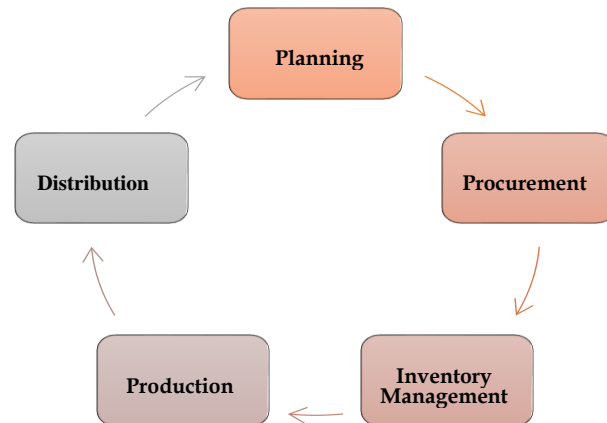 Planning
Procurement
Inventory
Management
Production
Distribution